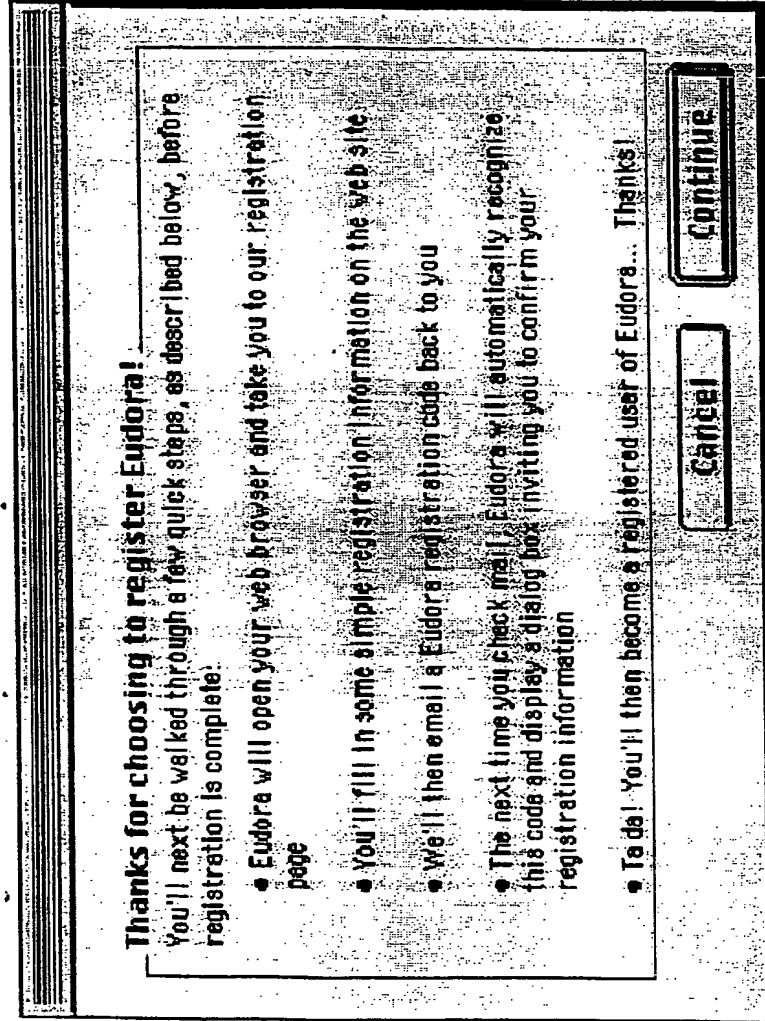 Thanks for choosing to register Eudora!
You'll next be walked through a few quick steps, as described below, before
registration is complete:
• Eudora will open your web browser and take you to our registration
page
• You'll fill in some simple registration information on the web site.
• We'll then email a Eudora registration code back to you
• The next time you check mail, Eudora will automatically recognize
this code and display a dialog box inviting you to confirm your
registration information
• Ta da! You'll then become a registered user of Eudora... Thanks!
Cancel
Continue